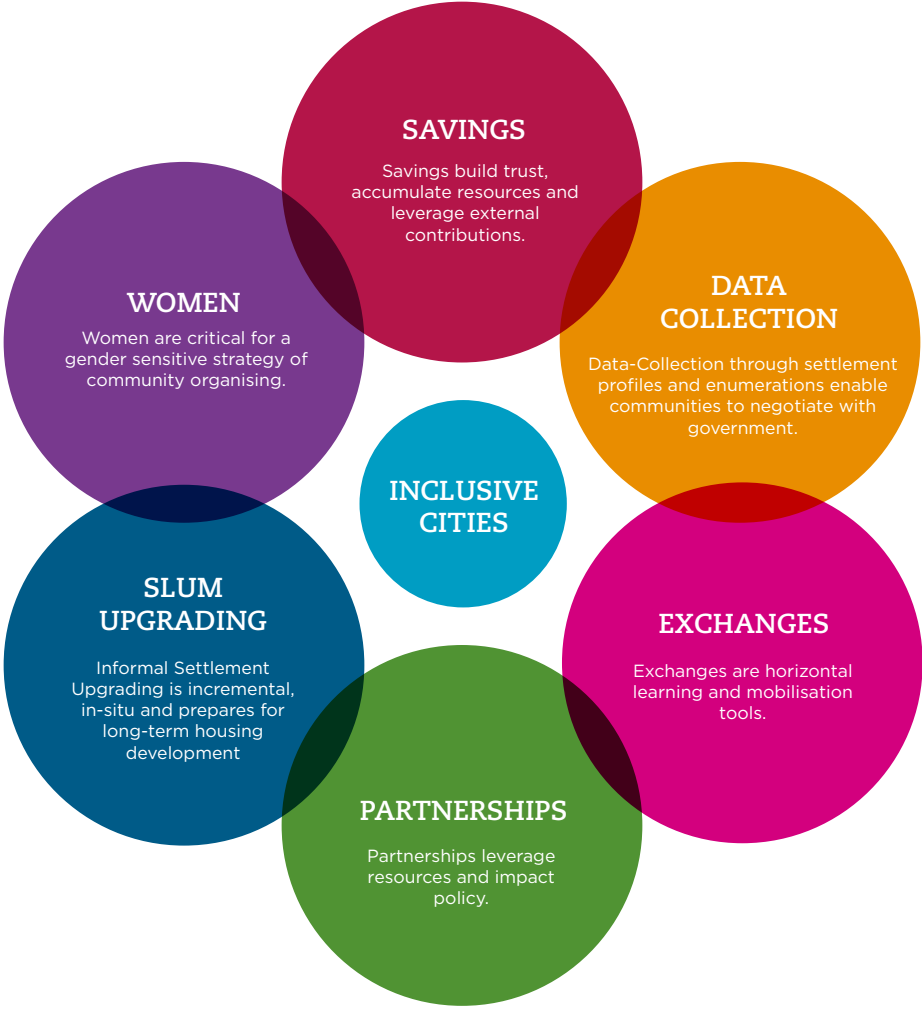 SAVINGS
Savings build trust,
accumulate resources and
leverage external
contributions.
WOMEN
Women are critical for a
gender sensitive strategy of
community organising.
DATA
COLLECTION
Data-Collection through settlement
profiles and enumerations enable
communities to negotiate with
government.
INCLUSIVE
CITIES
SLUM
UPGRADING
Informal Settlement
Upgrading is incremental,
in-situ and prepares for
long-term housing
development
EXCHANGES
Exchanges are horizontal
learning and mobilisation
tools.
PARTNERSHIPS
Partnerships leverage
resources and impact
policy.